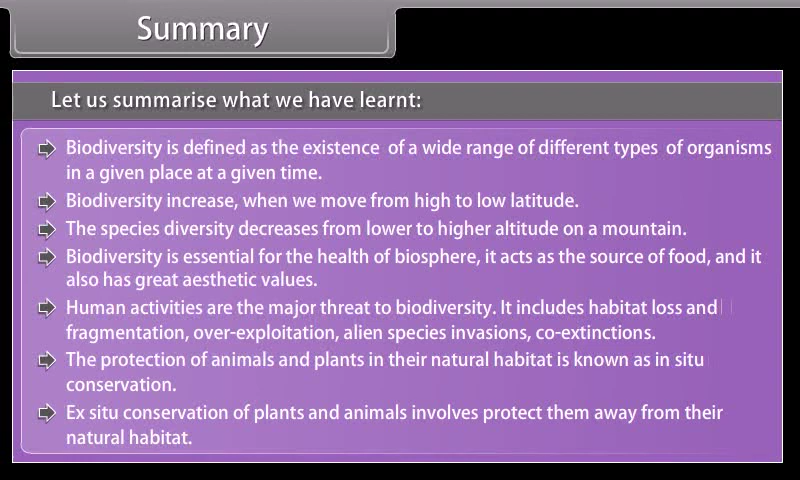 Summary
Let us summarise what we have learnt:
Biodiversity is defined as the existence of a wide range of different types of organisms
in a given place at a given time.
Biodiversity increase, when we move from high to low latitude.
The species diversity decreases from lower to higher altitude on a mountain.
Biodiversity is essential for the health of biosphere, it acts as the source of food, and it
also has great aesthetic values.
Human activities are the major threat to biodiversity. It includes habitat loss and
fragmentation, over-exploitation, alien species invasions, co-extinctions.
The protection of animals and plants in their natural habitat is known as in situ
conservation.
Ex situ conservation of plants and animals involves protect them away from their
natural habitat.